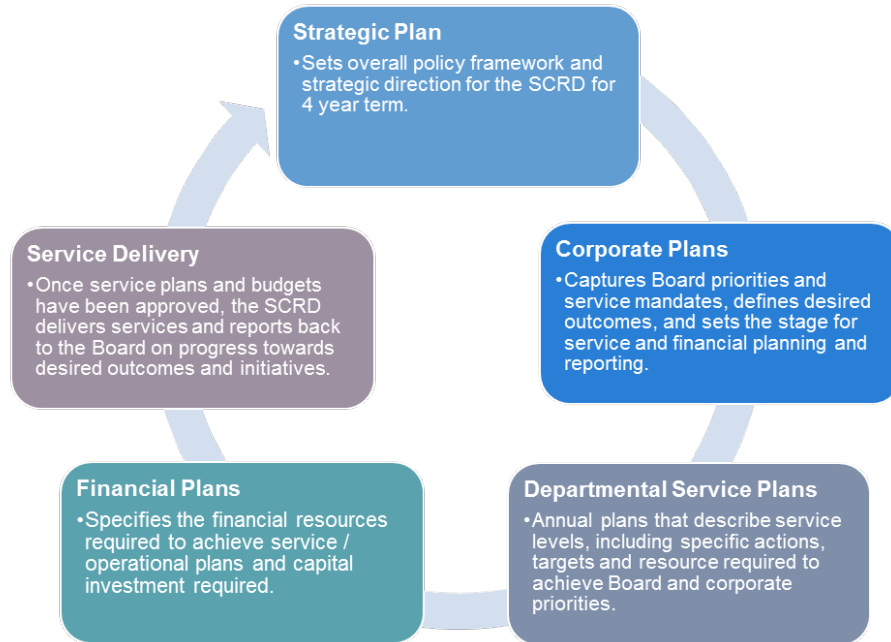 Strategic Plan
•Sets overall policy framework and
strategic direction for the SCRD for
4 year term.
Corporate Plans
•Captures Board priorities and
service mandates, defines desired
outcomes, and sets the stage for
service and financial planning and
reporting.
Departmental Service Plans
•Annual plans that describe service
levels, including specific actions,
targets and resource required to
achieve Board and corporate
priorities.
Financial Plans
•Specifies the financial resources
required to achieve service /
operational plans and capital
investment required.
Service Delivery
•Once service plans and budgets
have been approved, the SCRD
delivers services and reports back
to the Board on progress towards
desired outcomes and initiatives.